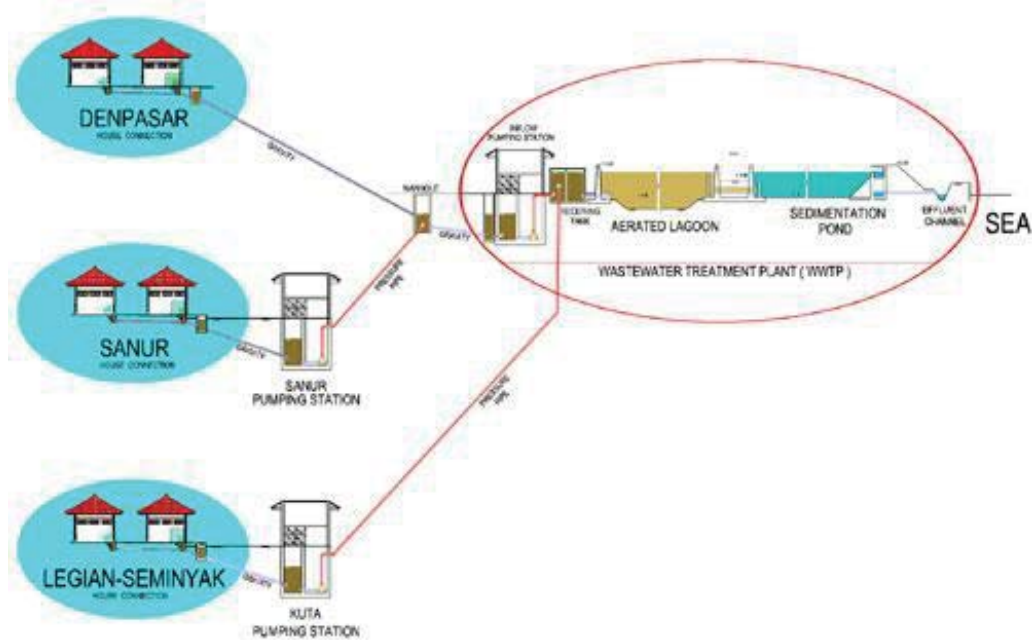 DENPASAR
HOUSE CONNECTION
GRAVITY
MANHOLE
GRAVITY
INFLOW
PUMPING STATION
RECEIVING
TANK
AERATED LAGOON
SEDIMENTATION
POND
EFFLUENT
CHANNEL
SEA
WASTEWATER TREATMENT PLANT ( WWTP )
PRESSURE
PIPE
SANUR
HOUSE CONNECTION
GRAVITY
SANUR
PUMPING STATION
PRESSURE
PIPE
LEGIAN-SEMINYAK
HOUSE CONNECTION
GRAVITY
KUTA
PUMPING STATION